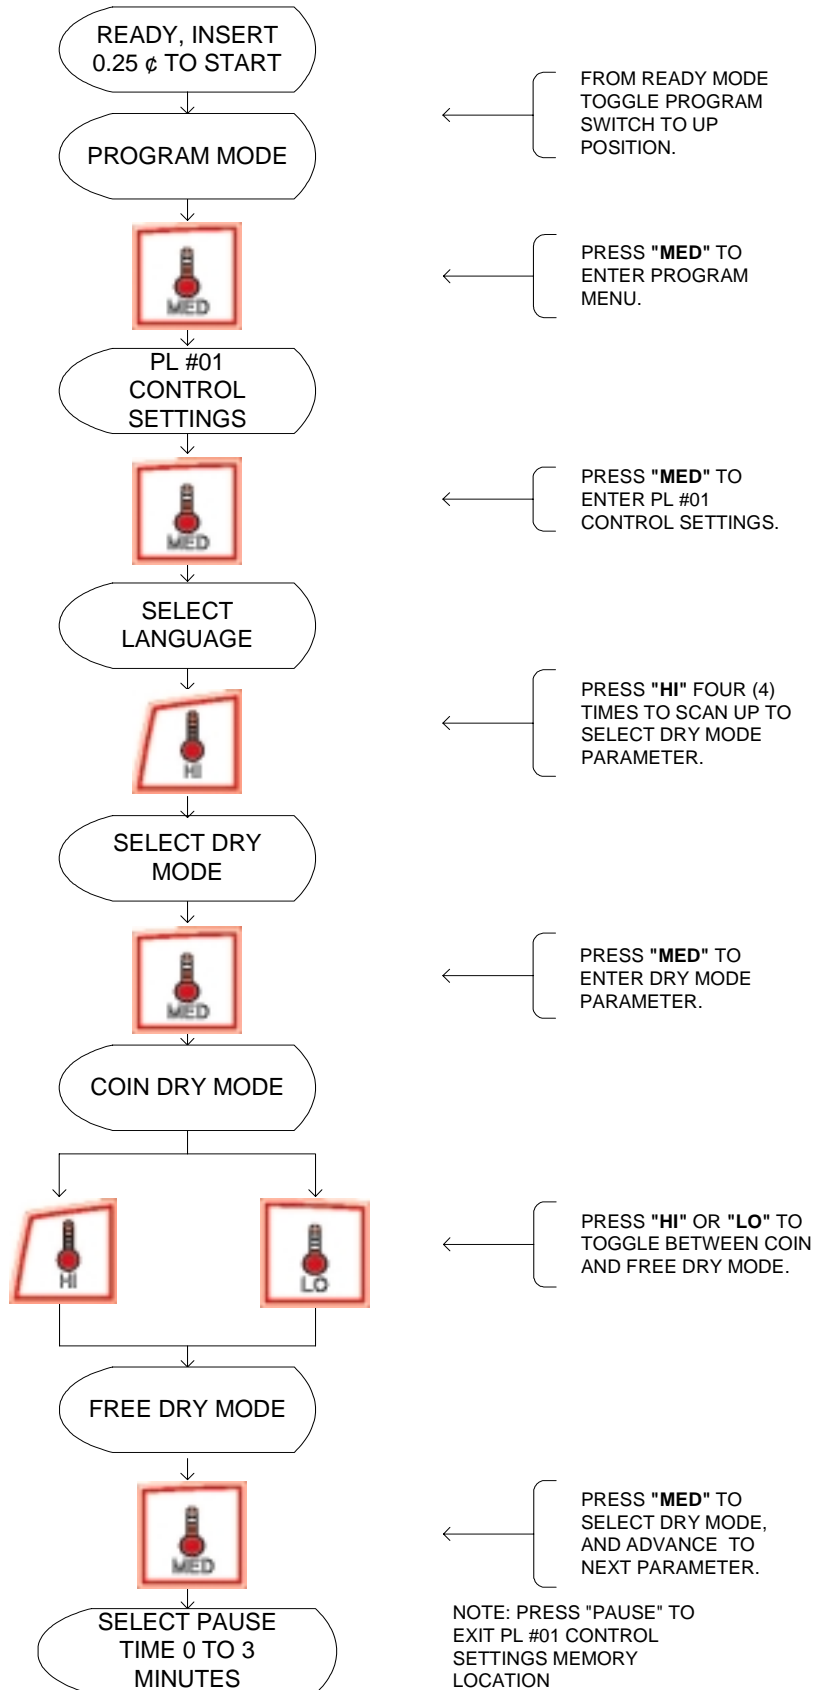 READY, INSERT
0.25 ¢ TO START
FROM READY MODE
TOGGLE PROGRAM
SWITCH TO UP
POSITION.
PROGRAM MODE
MED
PRESS "MED" TO
ENTER PROGRAM
MENU.
PL #01
CONTROL
SETTINGS
MED
PRESS "MED" TO
ENTER PL #01
CONTROL SETTINGS.
SELECT
LANGUAGE
HI
PRESS "HI" FOUR (4)
TIMES TO SCAN UP TO
SELECT DRY MODE
PARAMETER.
SELECT DRY
MODE
MED
PRESS "MED" TO
ENTER DRY MODE
PARAMETER.
COIN DRY MODE
HI
LO
PRESS "HI" OR "LO" TO
TOGGLE BETWEEN COIN
AND FREE DRY MODE.
FREE DRY MODE
MED
PRESS "MED" TO
SELECT DRY MODE,
AND ADVANCE TO
NEXT PARAMETER.
SELECT PAUSE
TIME 0 TO 3
MINUTES
NOTE: PRESS "PAUSE" TO
EXIT PL #01 CONTROL
SETTINGS MEMORY
LOCATION